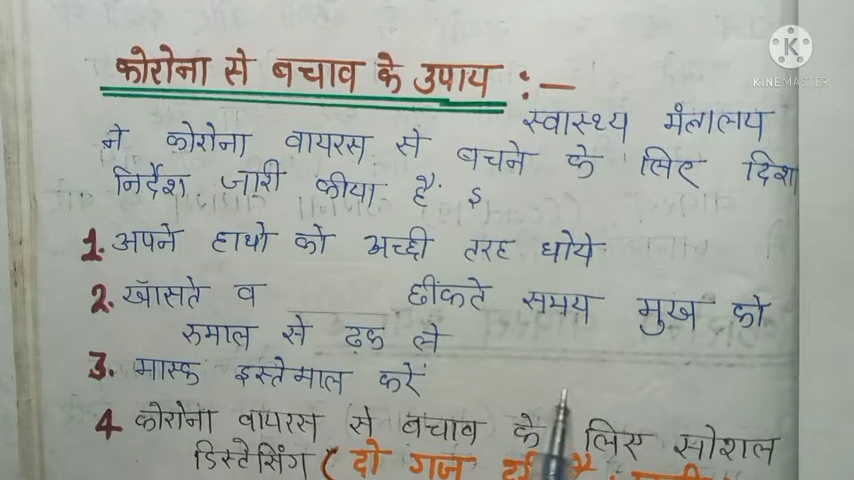 कोरोना से बचाव के उपाय :-
स्वास्थ्य मंत्रालय
ने कोरोना वायरस से बचने के लिए दिशा
निर्देश जारी कीया हैं
1. अपने हाथो को अच्छी तरह धोये
2. खाँसते व छींकते समय मुख को
रुमाल से ढ़क ले
3. मास्क इस्तेमाल करें
4 कोरोना वायरस से बचाव के लिए सोशल
डिस्टेसिंग ( दो गज
KINEMASTER